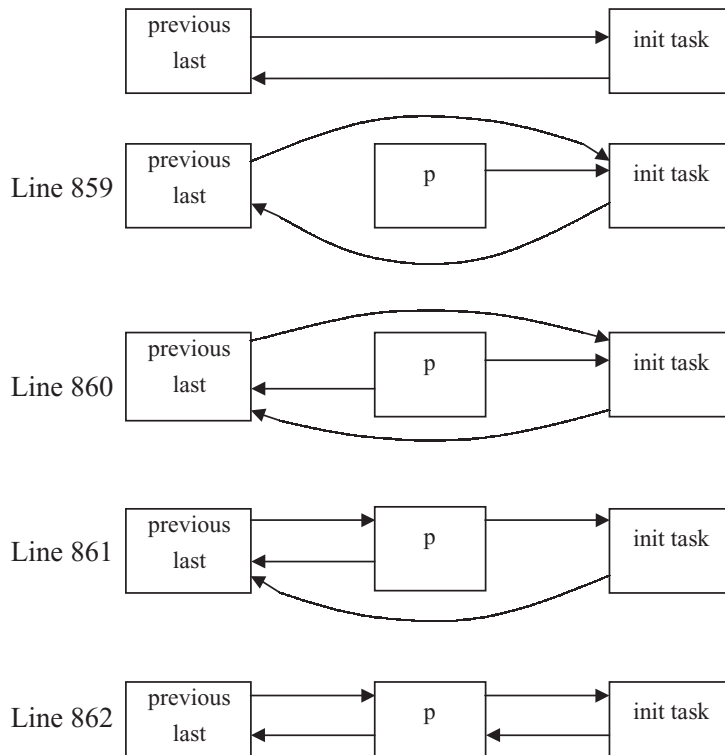 previous
last
init task
Line 859
previous
last
p
init task
Line 860
previous
last
p
init task
Line 861
previous
last
p
init task
Line 862
previous
last
p
init task